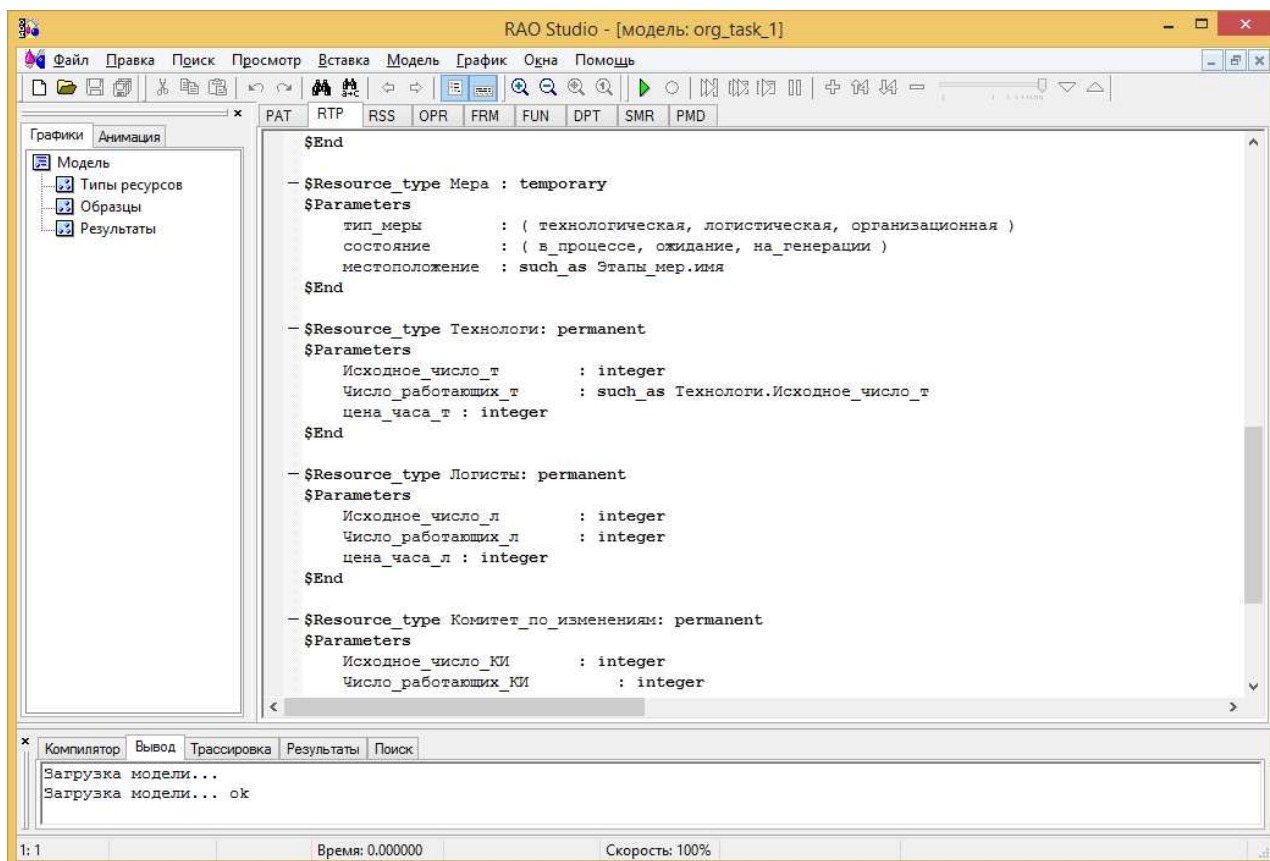 RAO Studio - [модель: org_task_1]
Файл Правка Поиск Просмотр Вставка Модель График Окна Помощь
PAT RTP RSS OPR FRM FUN DPT SMR PMD
Графики Анимация
Модель
Типы ресурсов
Образцы
Результаты
$End
$Resource_type Мера : temporary
$Parameters
тип_меры : ( технологическая, логистическая, организационная )
состояние : ( в_процессе, ожидание, на_генерации )
местоположение : such_as Этапы_мер.имя
$End
$Resource_type Технологи: permanent
$Parameters
Исходное_число_т : integer
Число_работающих_т : such_as Технологи.Исходное_число_т
цена_часа_т : integer
$End
$Resource_type Логисты: permanent
$Parameters
Исходное_число_л : integer
Число_работающих_л : integer
цена_часа_л : integer
$End
$Resource_type Комитет_по_изменениям: permanent
$Parameters
Исходное_число_КИ : integer
Число_работающих_КИ : integer
Компилятор Вывод Трассировка Результаты Поиск
Загрузка модели...
Загрузка модели... ok
1: 1 Время: 0.000000 Скорость: 100%